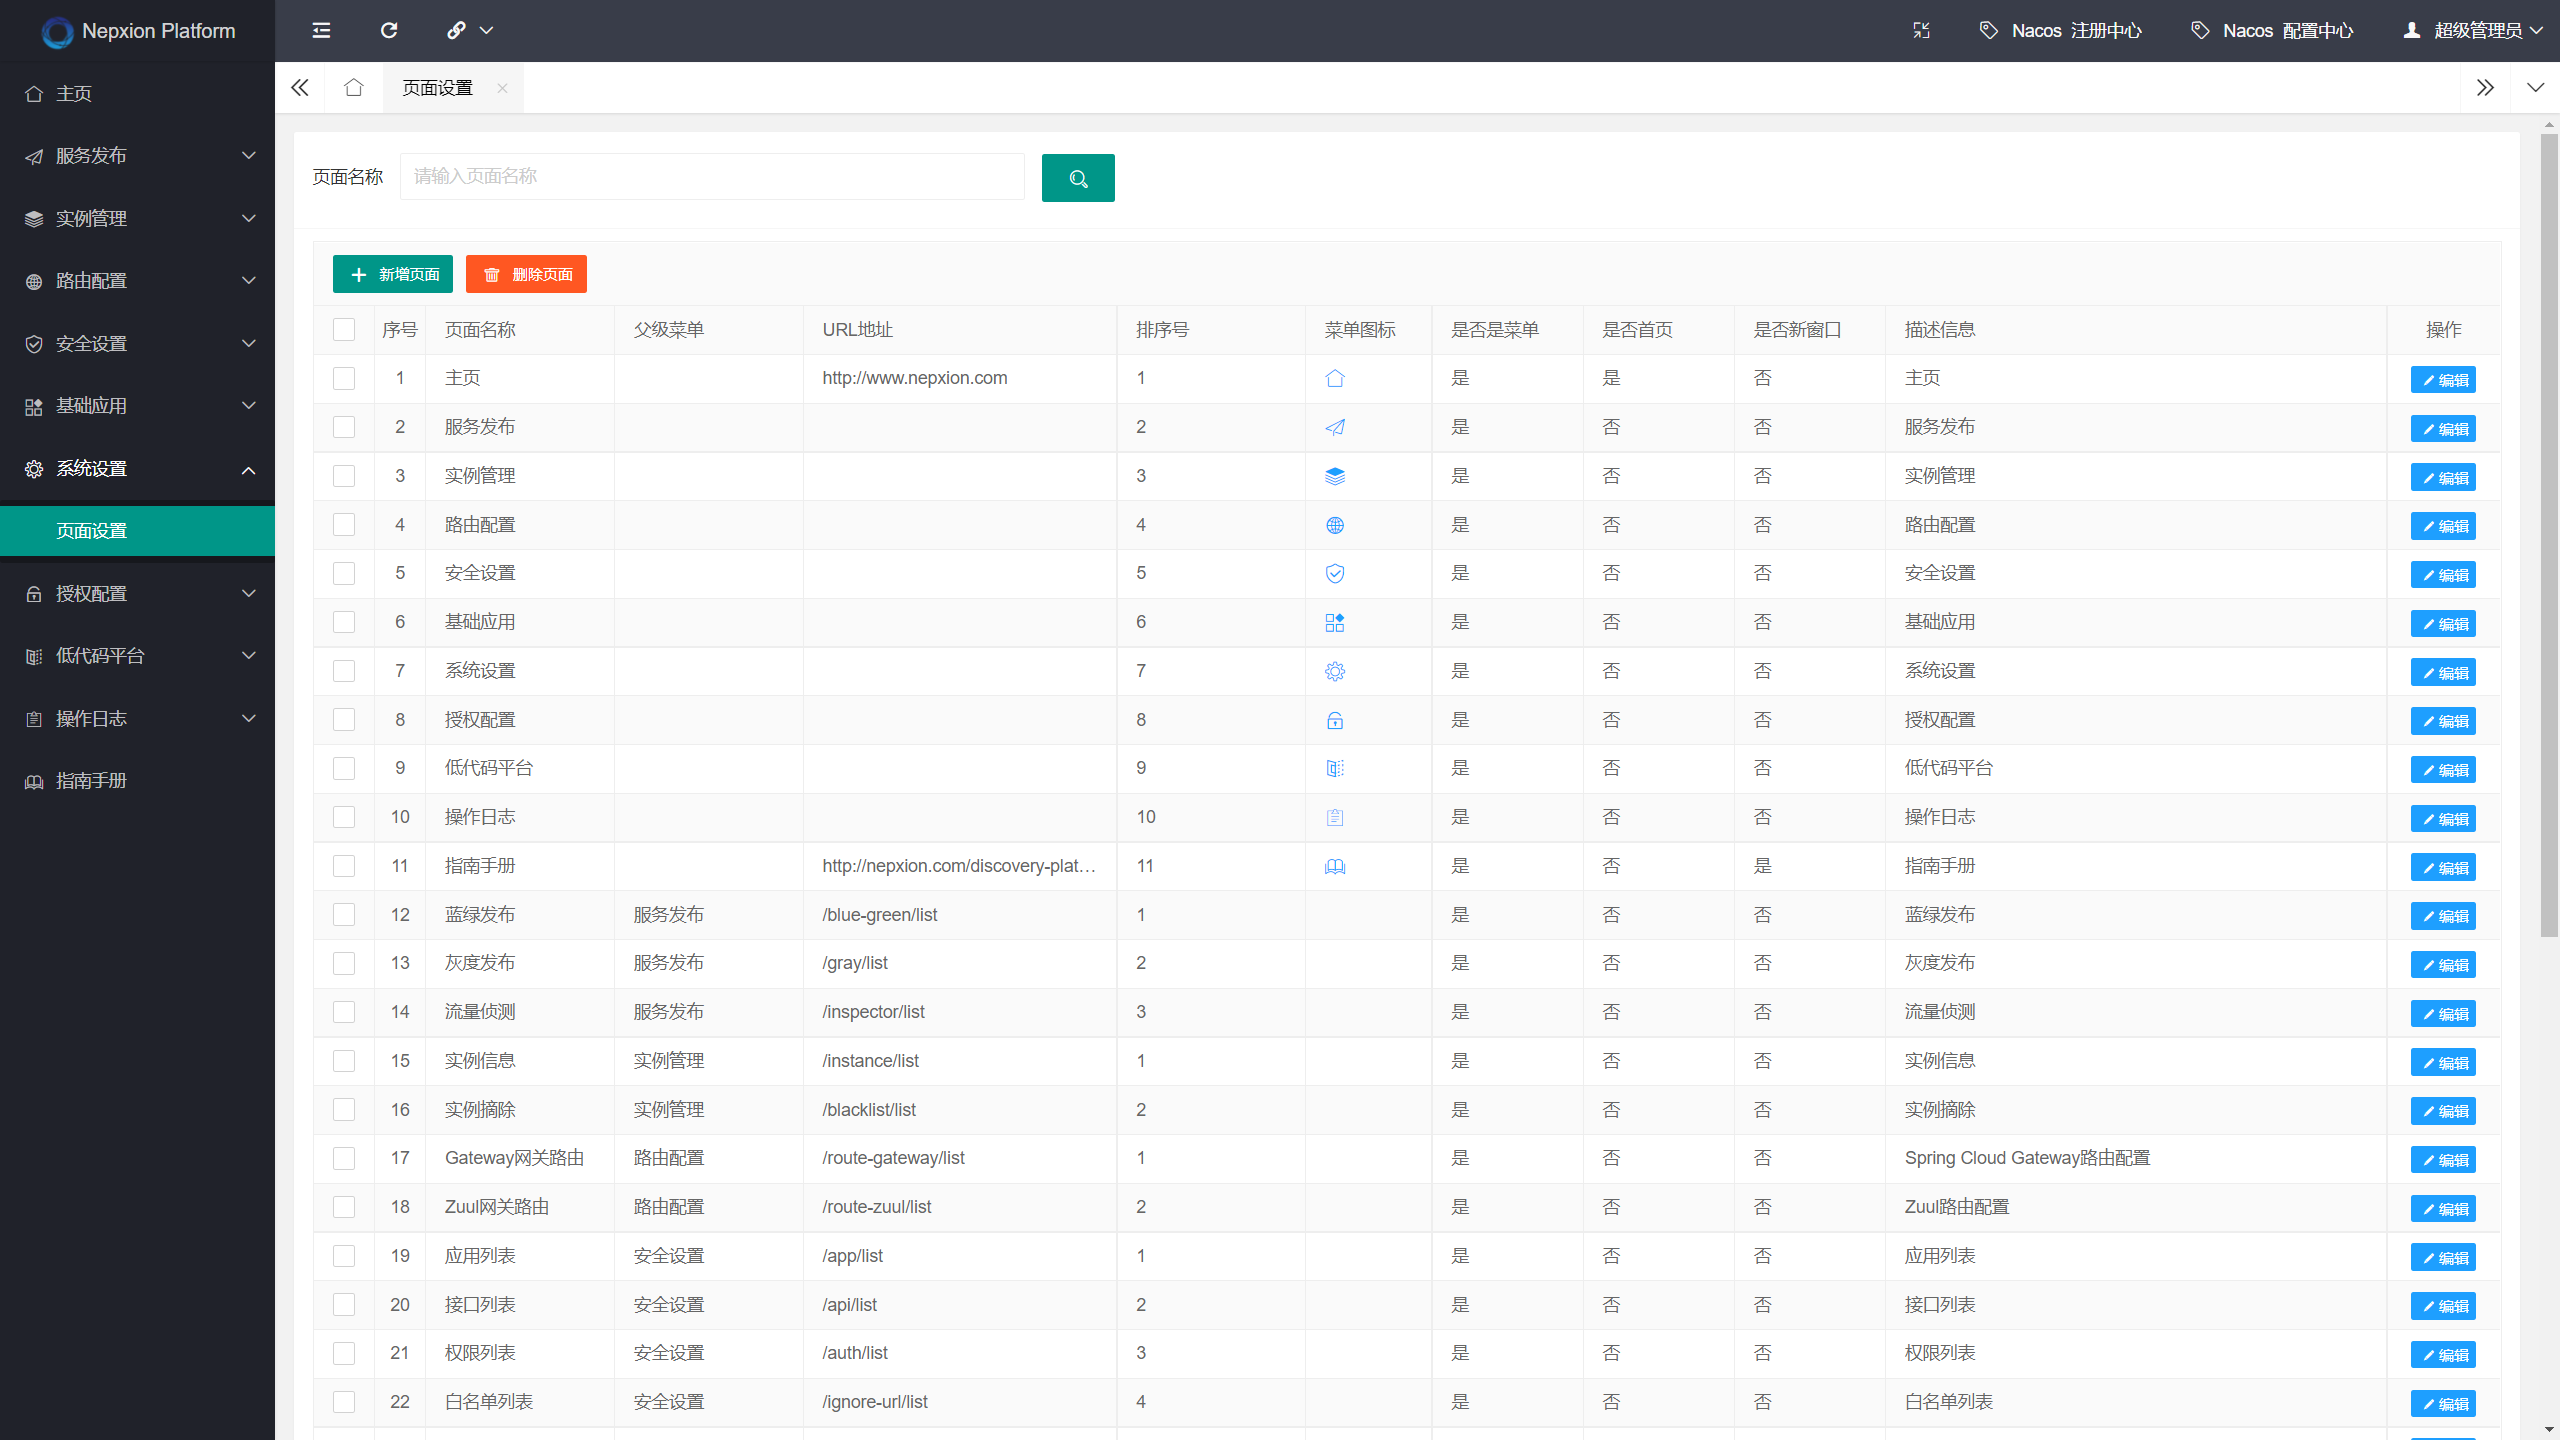 Nepxion Platform
Nacos 注册中心
Nacos 配置中心
超级管理员
主页
服务发布
实例管理
路由配置
安全设置
基础应用
系统设置
页面设置
授权配置
低代码平台
操作日志
指南手册
页面设置
页面名称 请输入页面名称
新增页面 删除页面
序号 页面名称 父级菜单 URL地址 排序号 菜单图标 是否是菜单 是否首页 是否新窗口 描述信息 操作
1 主页 http://www.nepxion.com 1 是 是 否 主页 编辑
2 服务发布 2 是 否 否 服务发布 编辑
3 实例管理 3 是 否 否 实例管理 编辑
4 路由配置 4 是 否 否 路由配置 编辑
5 安全设置 5 是 否 否 安全设置 编辑
6 基础应用 6 是 否 否 基础应用 编辑
7 系统设置 7 是 否 否 系统设置 编辑
8 授权配置 8 是 否 否 授权配置 编辑
9 低代码平台 9 是 否 否 低代码平台 编辑
10 操作日志 10 是 否 否 操作日志 编辑
11 指南手册 http://nepxion.com/discovery-plat… 11 是 否 是 指南手册 编辑
12 蓝绿发布 服务发布 /blue-green/list 1 是 否 否 蓝绿发布 编辑
13 灰度发布 服务发布 /gray/list 2 是 否 否 灰度发布 编辑
14 流量侦测 服务发布 /inspector/list 3 是 否 否 流量侦测 编辑
15 实例信息 实例管理 /instance/list 1 是 否 否 实例信息 编辑
16 实例摘除 实例管理 /blacklist/list 2 是 否 否 实例摘除 编辑
17 Gateway网关路由 路由配置 /route-gateway/list 1 是 否 否 Spring Cloud Gateway路由配置 编辑
18 Zuul网关路由 路由配置 /route-zuul/list 2 是 否 否 Zuul路由配置 编辑
19 应用列表 安全设置 /app/list 1 是 否 否 应用列表 编辑
20 接口列表 安全设置 /api/list 2 是 否 否 接口列表 编辑
21 权限列表 安全设置 /auth/list 3 是 否 否 权限列表 编辑
22 白名单列表 安全设置 /ignore-url/list 4 是 否 否 白名单列表 编辑